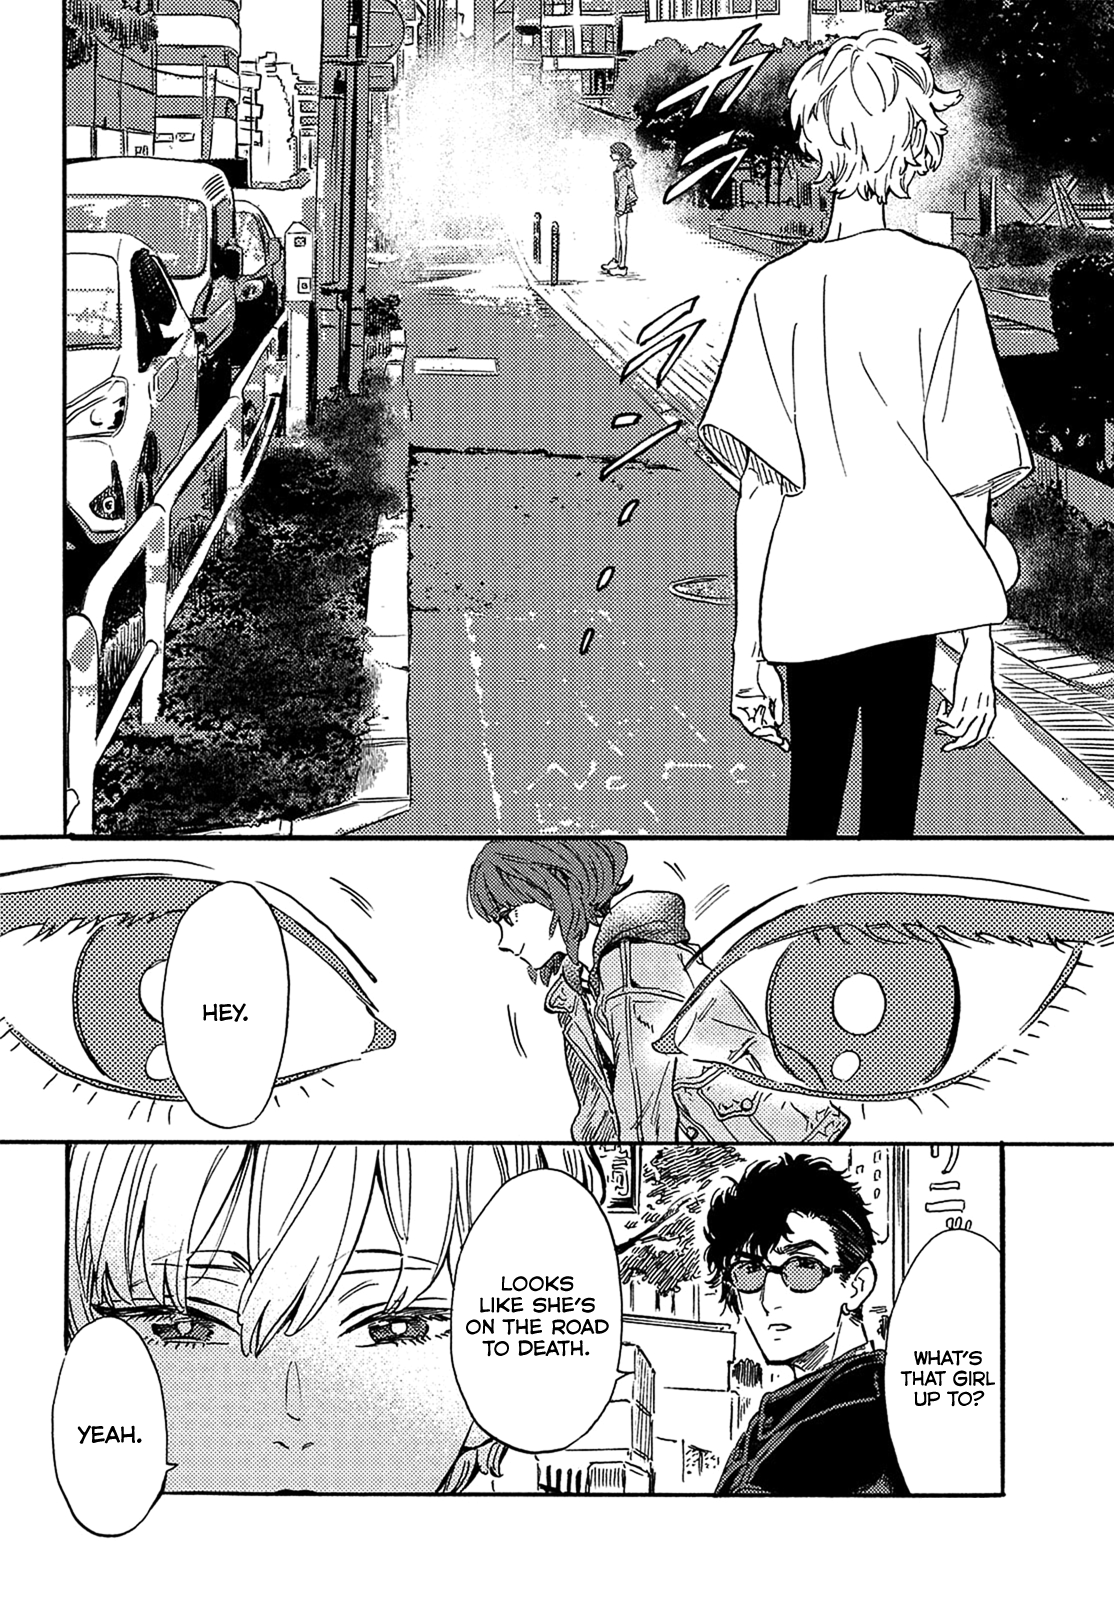 HEY.
WHAT'S
THAT GIRL
UP TO?
LOOKS
LIKE SHE'S
ON THE ROAD
TO DEATH.
YEAH.